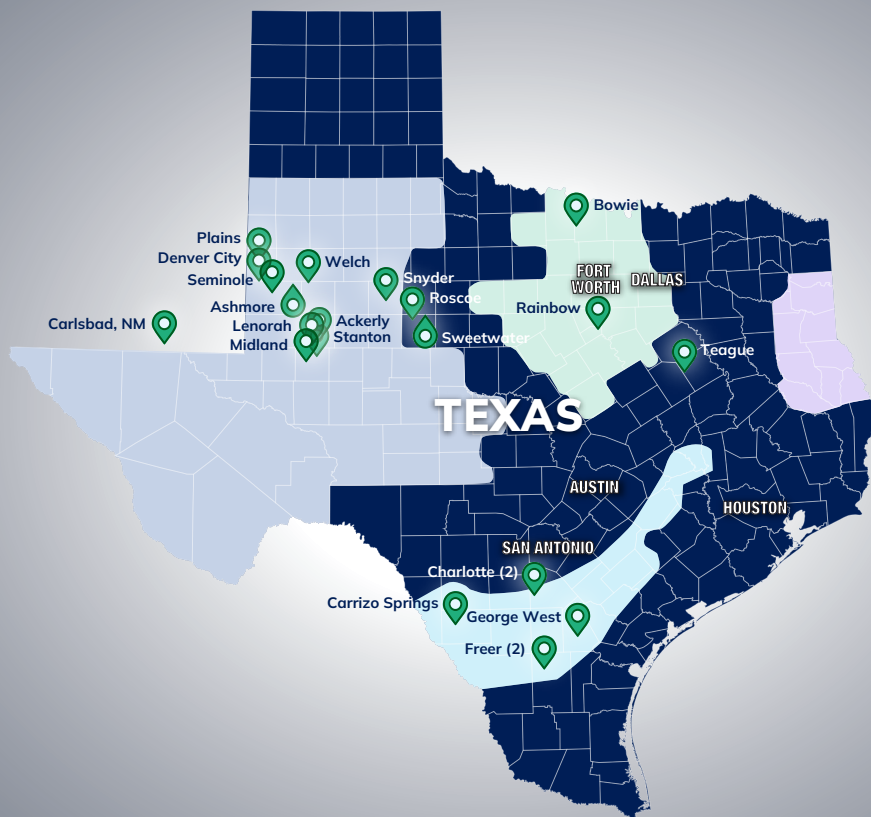 Bowie
Plains
Denver City
Welch
Seminole
Snyder
FORT
WORTH
DALLAS
Roscoe
Ashmore
Rainbow
Carlsbad, NM
Lenorah
Ackerly
Midland
Stanton
Sweetwater
Teague
TEXAS
AUSTIN
HOUSTON
SAN ANTONIO
Charlotte (2)
Carrizo Springs
George West
Freer (2)